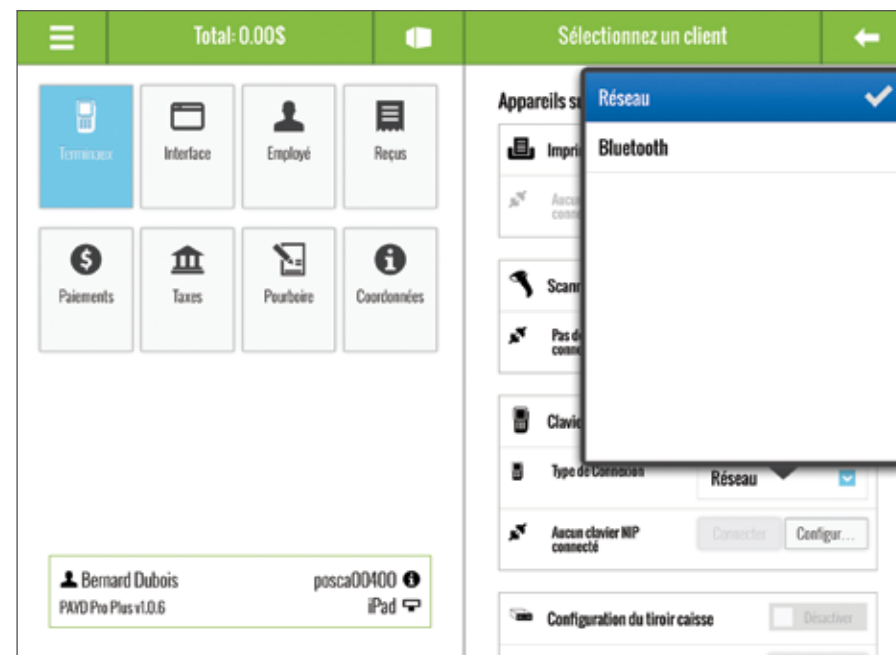 Total: 0.00$
Sélectionnez un client
Terminaux
Interface
Employé
Reçus
Paiements
Taxes
Pourboire
Coordonnées
Bernard Dubois
posca00400
PAYD Pro Plus v1.0.6
iPad
Appareils
Réseau
Bluetooth
Pas
Type de Connexion
Réseau
Aucun clavier NIP
connecté
Connecter
Configur...
Configuration du tiroir caisse
Désactiver